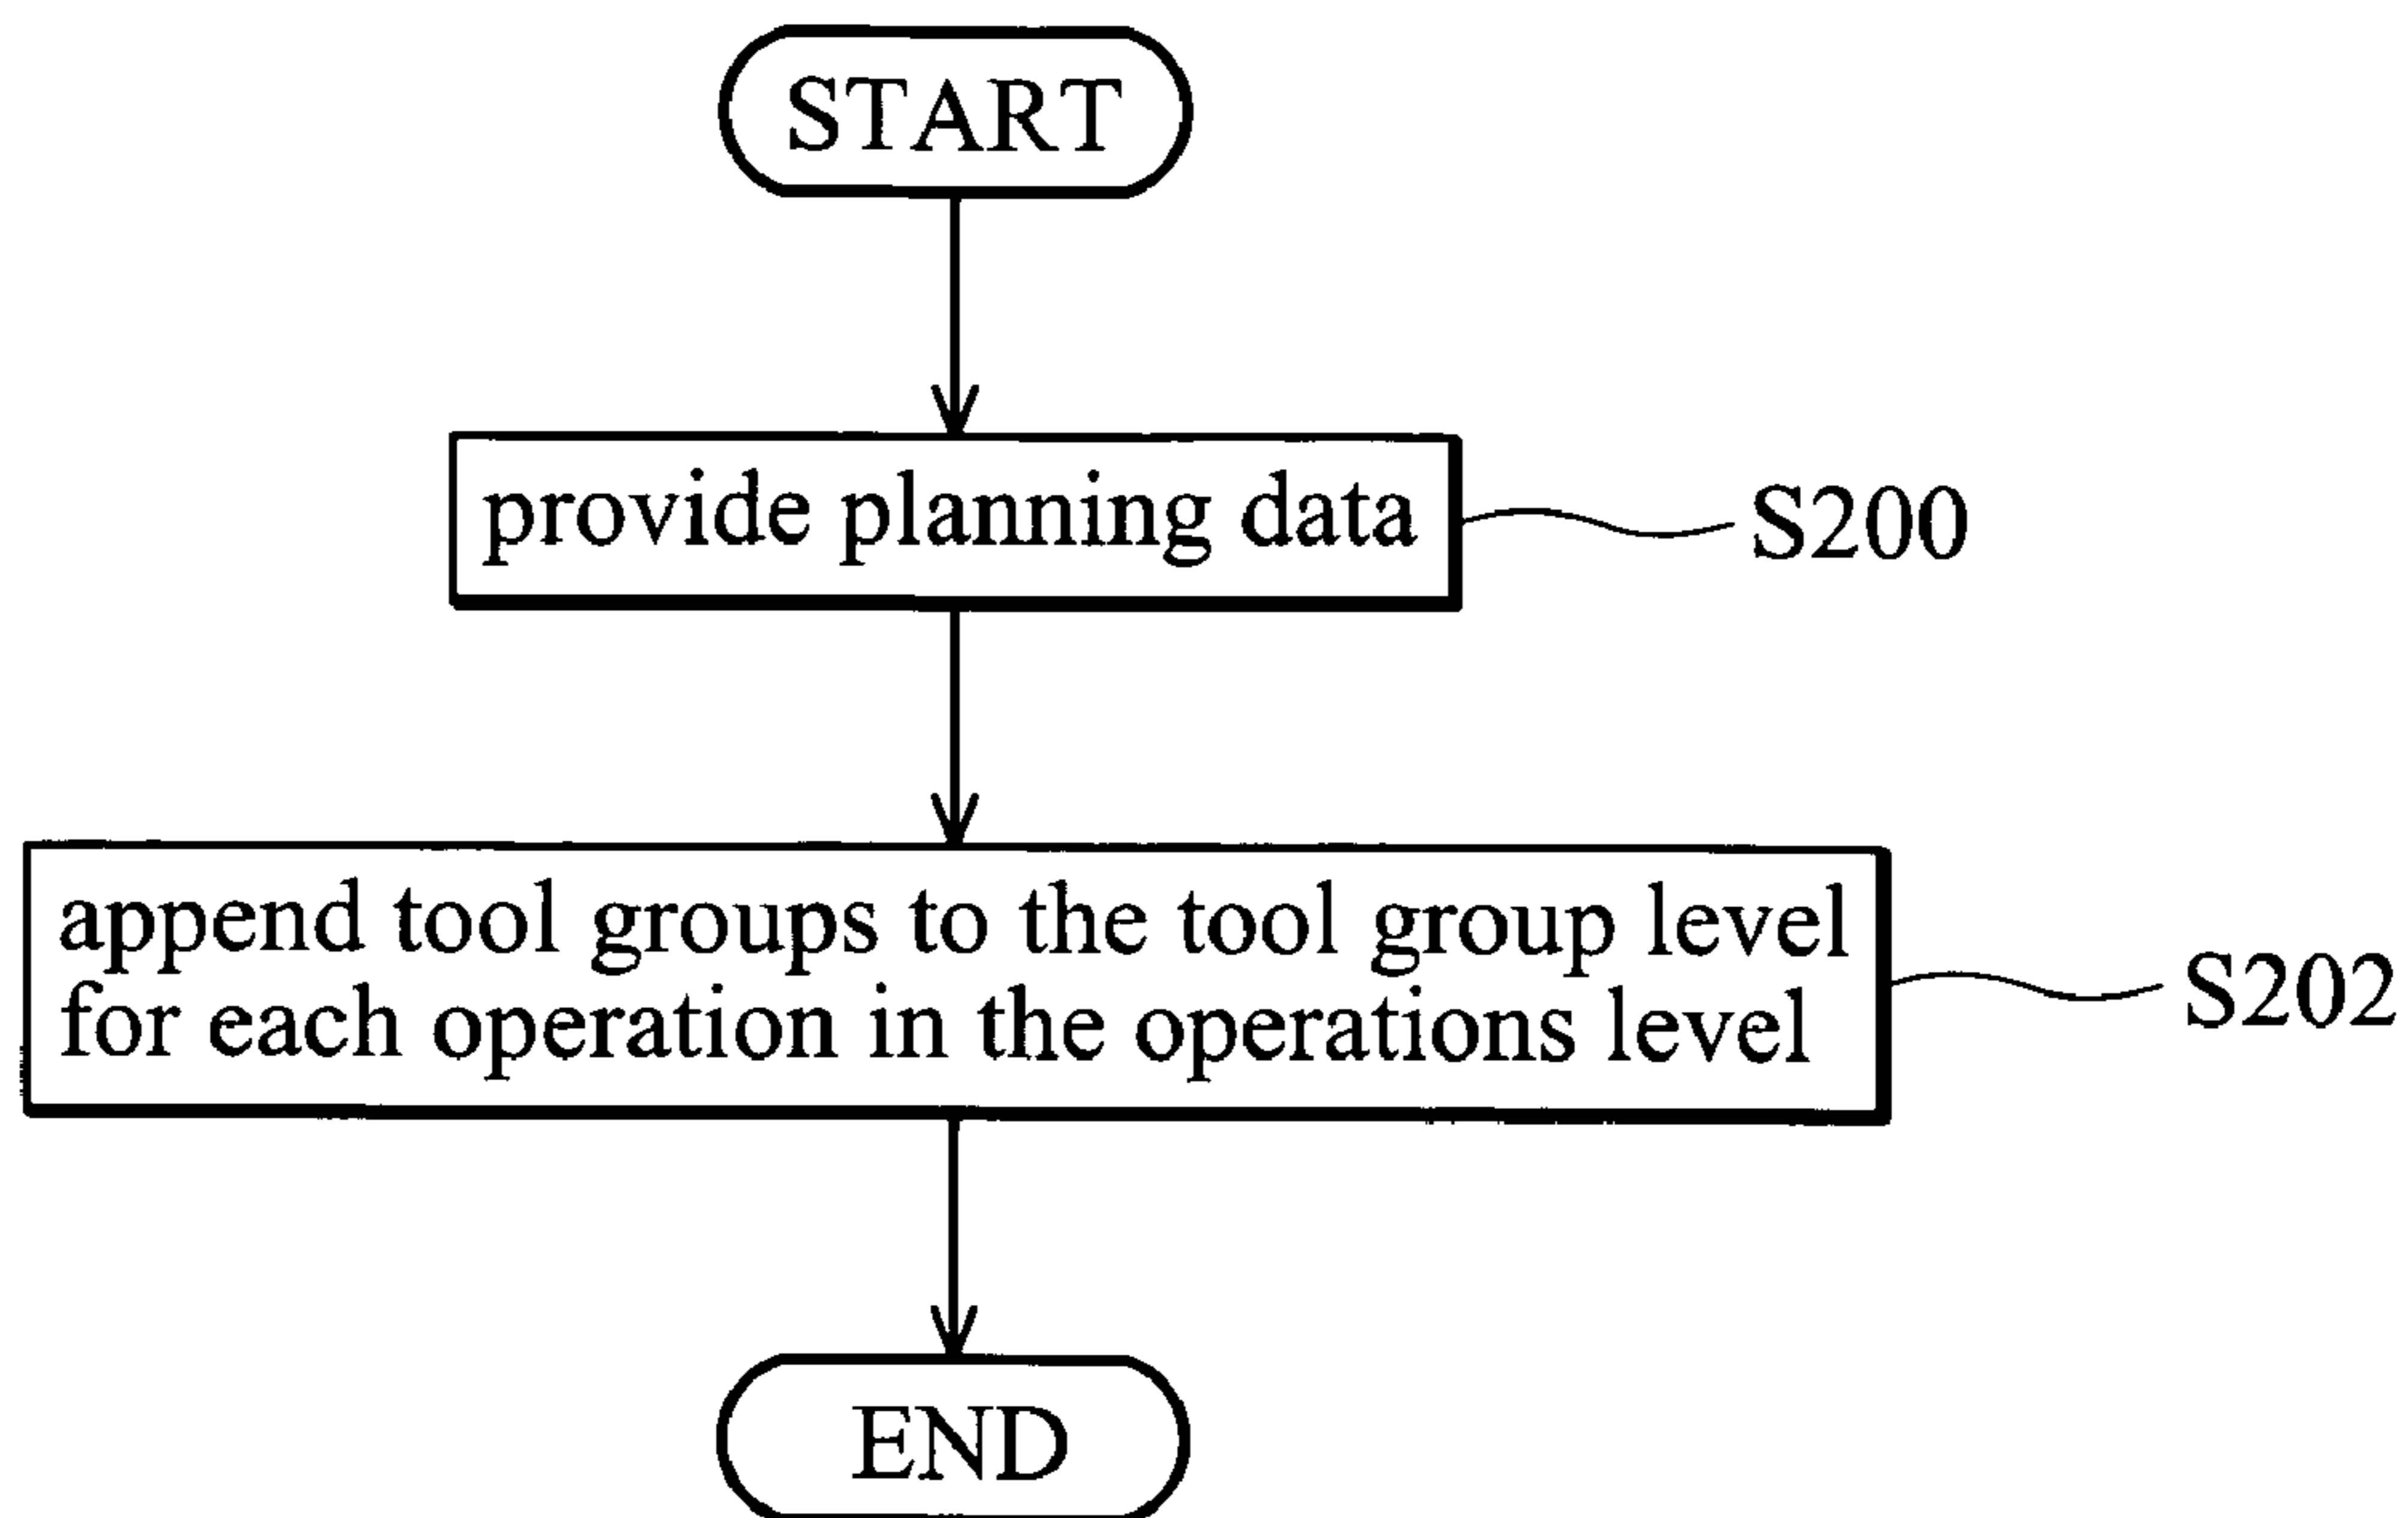 START
provide planning data
S200
append tool groups to the tool group level
for each operation in the operations level
S202
END